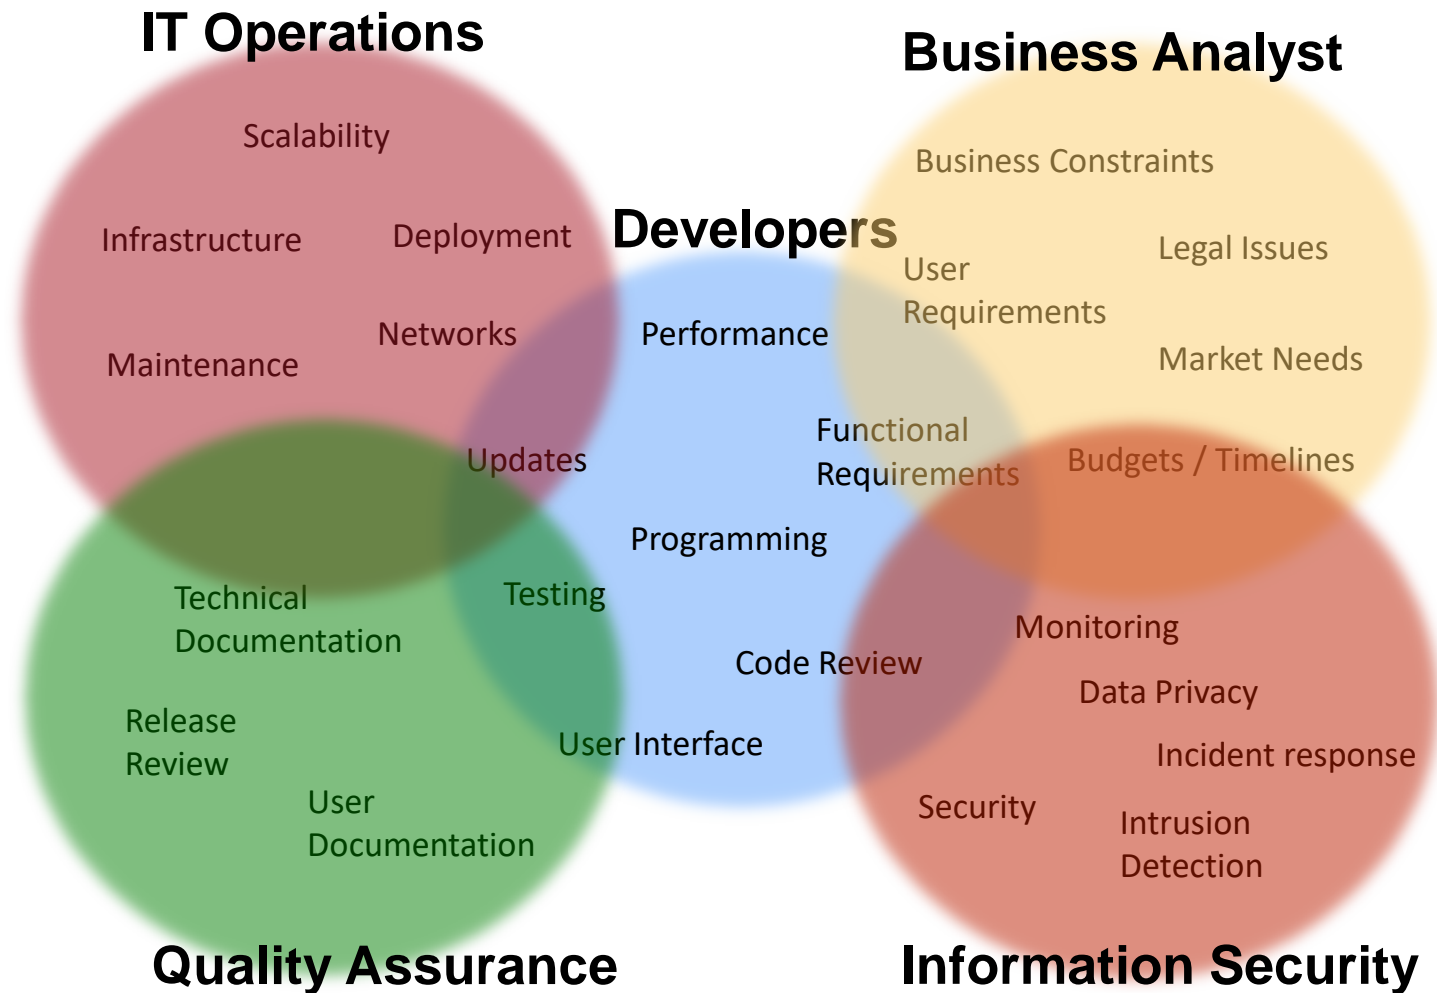 IT Operations
Business Analyst
Scalability
Business Constraints
Infrastructure
Deployment
Developers
Legal Issues
User
Requirements
Networks
Performance
Maintenance
Market Needs
Functional
Requirements
Updates
Budgets / Timelines
Programming
Technical
Documentation
Testing
Monitoring
Code Review
Data Privacy
Release
Review
User Interface
Incident response
User
Documentation
Security
Intrusion
Detection
Quality Assurance
Information Security